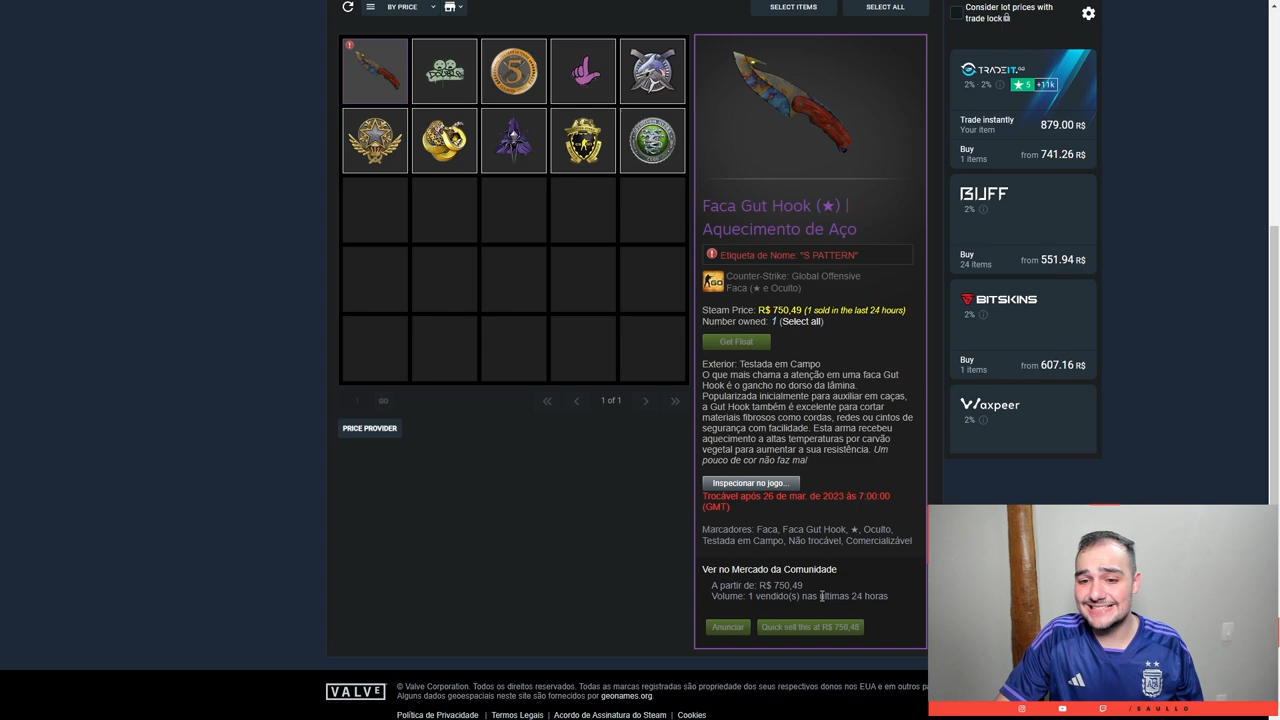 BY PRICE
SELECT ITEMS
SELECT ALL
Consider lot prices with
trade lock
5
Faca Gut Hook (★) |
Aquecimento de Aço
Etiqueta de Nome: "S PATTERN"
Counter-Strike: Global Offensive
Faca (★ e Oculto)
Steam Price: R$ 750,49 (1 sold in the last 24 hours)
Number owned: 1 (Select all)
Get Float
Exterior: Testada em Campo
O que mais chama a atenção em uma faca Gut
Hook é o gancho no dorso da lâmina.
Popularizada inicialmente para auxiliar em caças,
a Gut Hook também é excelente para cortar
materiais fibrosos como cordas, redes ou cintos de
segurança com facilidade. Esta arma recebeu
aquecimento a altas temperaturas por carvão
vegetal para aumentar a sua resistência. Um
pouco de cor não faz mal
Inspecionar no jogo...
Trocável após 26 de mar. de 2023 às 7:00:00
(GMT)
Marcadores: Faca, Faca Gut Hook, ★, Oculto,
Testada em Campo, Não trocável, Comercializável
Ver no Mercado da Comunidade
A partir de: R$ 750,49
Volume: 1 vendido(s) nas últimas 24 horas
Anunciar
Quick sell this at R$ 750,48
1
GO
1 of 1
PRICE PROVIDER
TRADEIT.GG
2% · 2%
★ 5 +11k
Trade instantly
Your item
879.00 R$
Buy
1 items
from 741.26 R$
BUFF
2%
Buy
24 items
from 551.94 R$
BITSKINS
2%
Buy
1 items
from 607.16 R$
Waxpeer
2%
VALVE
© Valve Corporation. Todos os direitos reservados. Todas as marcas registradas são propriedade dos seus respectivos donos nos EUA e em outros pa
Alguns dados geoespaciais neste site são fornecidos por geonames.org.
Política de Privacidade | Termos Legais | Acordo de Assinatura do Steam | Cookies
/SAULLO